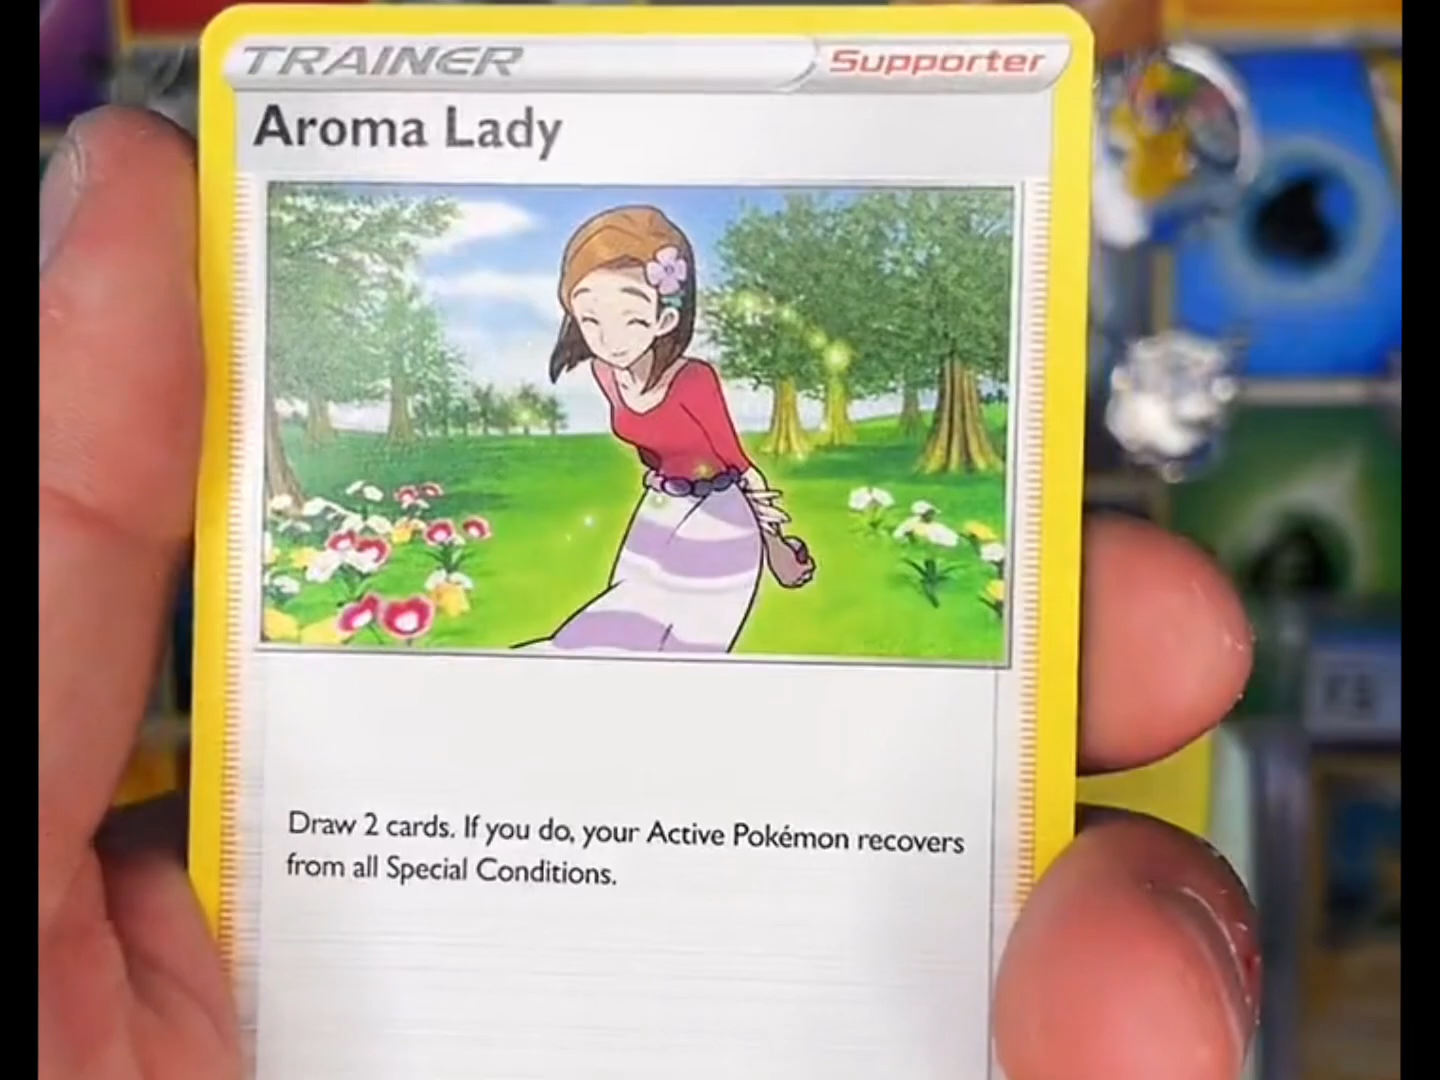 TRAINER
Supporter
Aroma Lady
Draw 2 cards. If you do, your Active Pokémon recovers
from all Special Conditions.